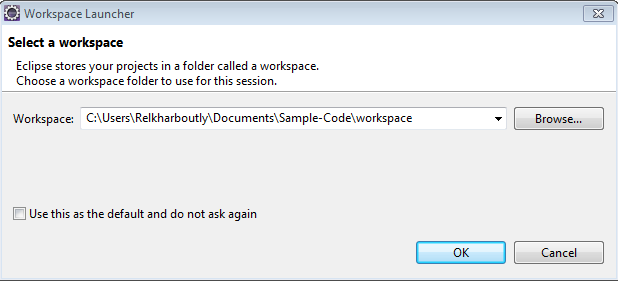 Workspace Launcher
Select a workspace
Eclipse stores your projects in a folder called a workspace.
Choose a workspace folder to use for this session.
Workspace: C:\Users\Relkharboutly\Documents\Sample-Code\workspace Browse...
Use this as the default and do not ask again
OK Cancel